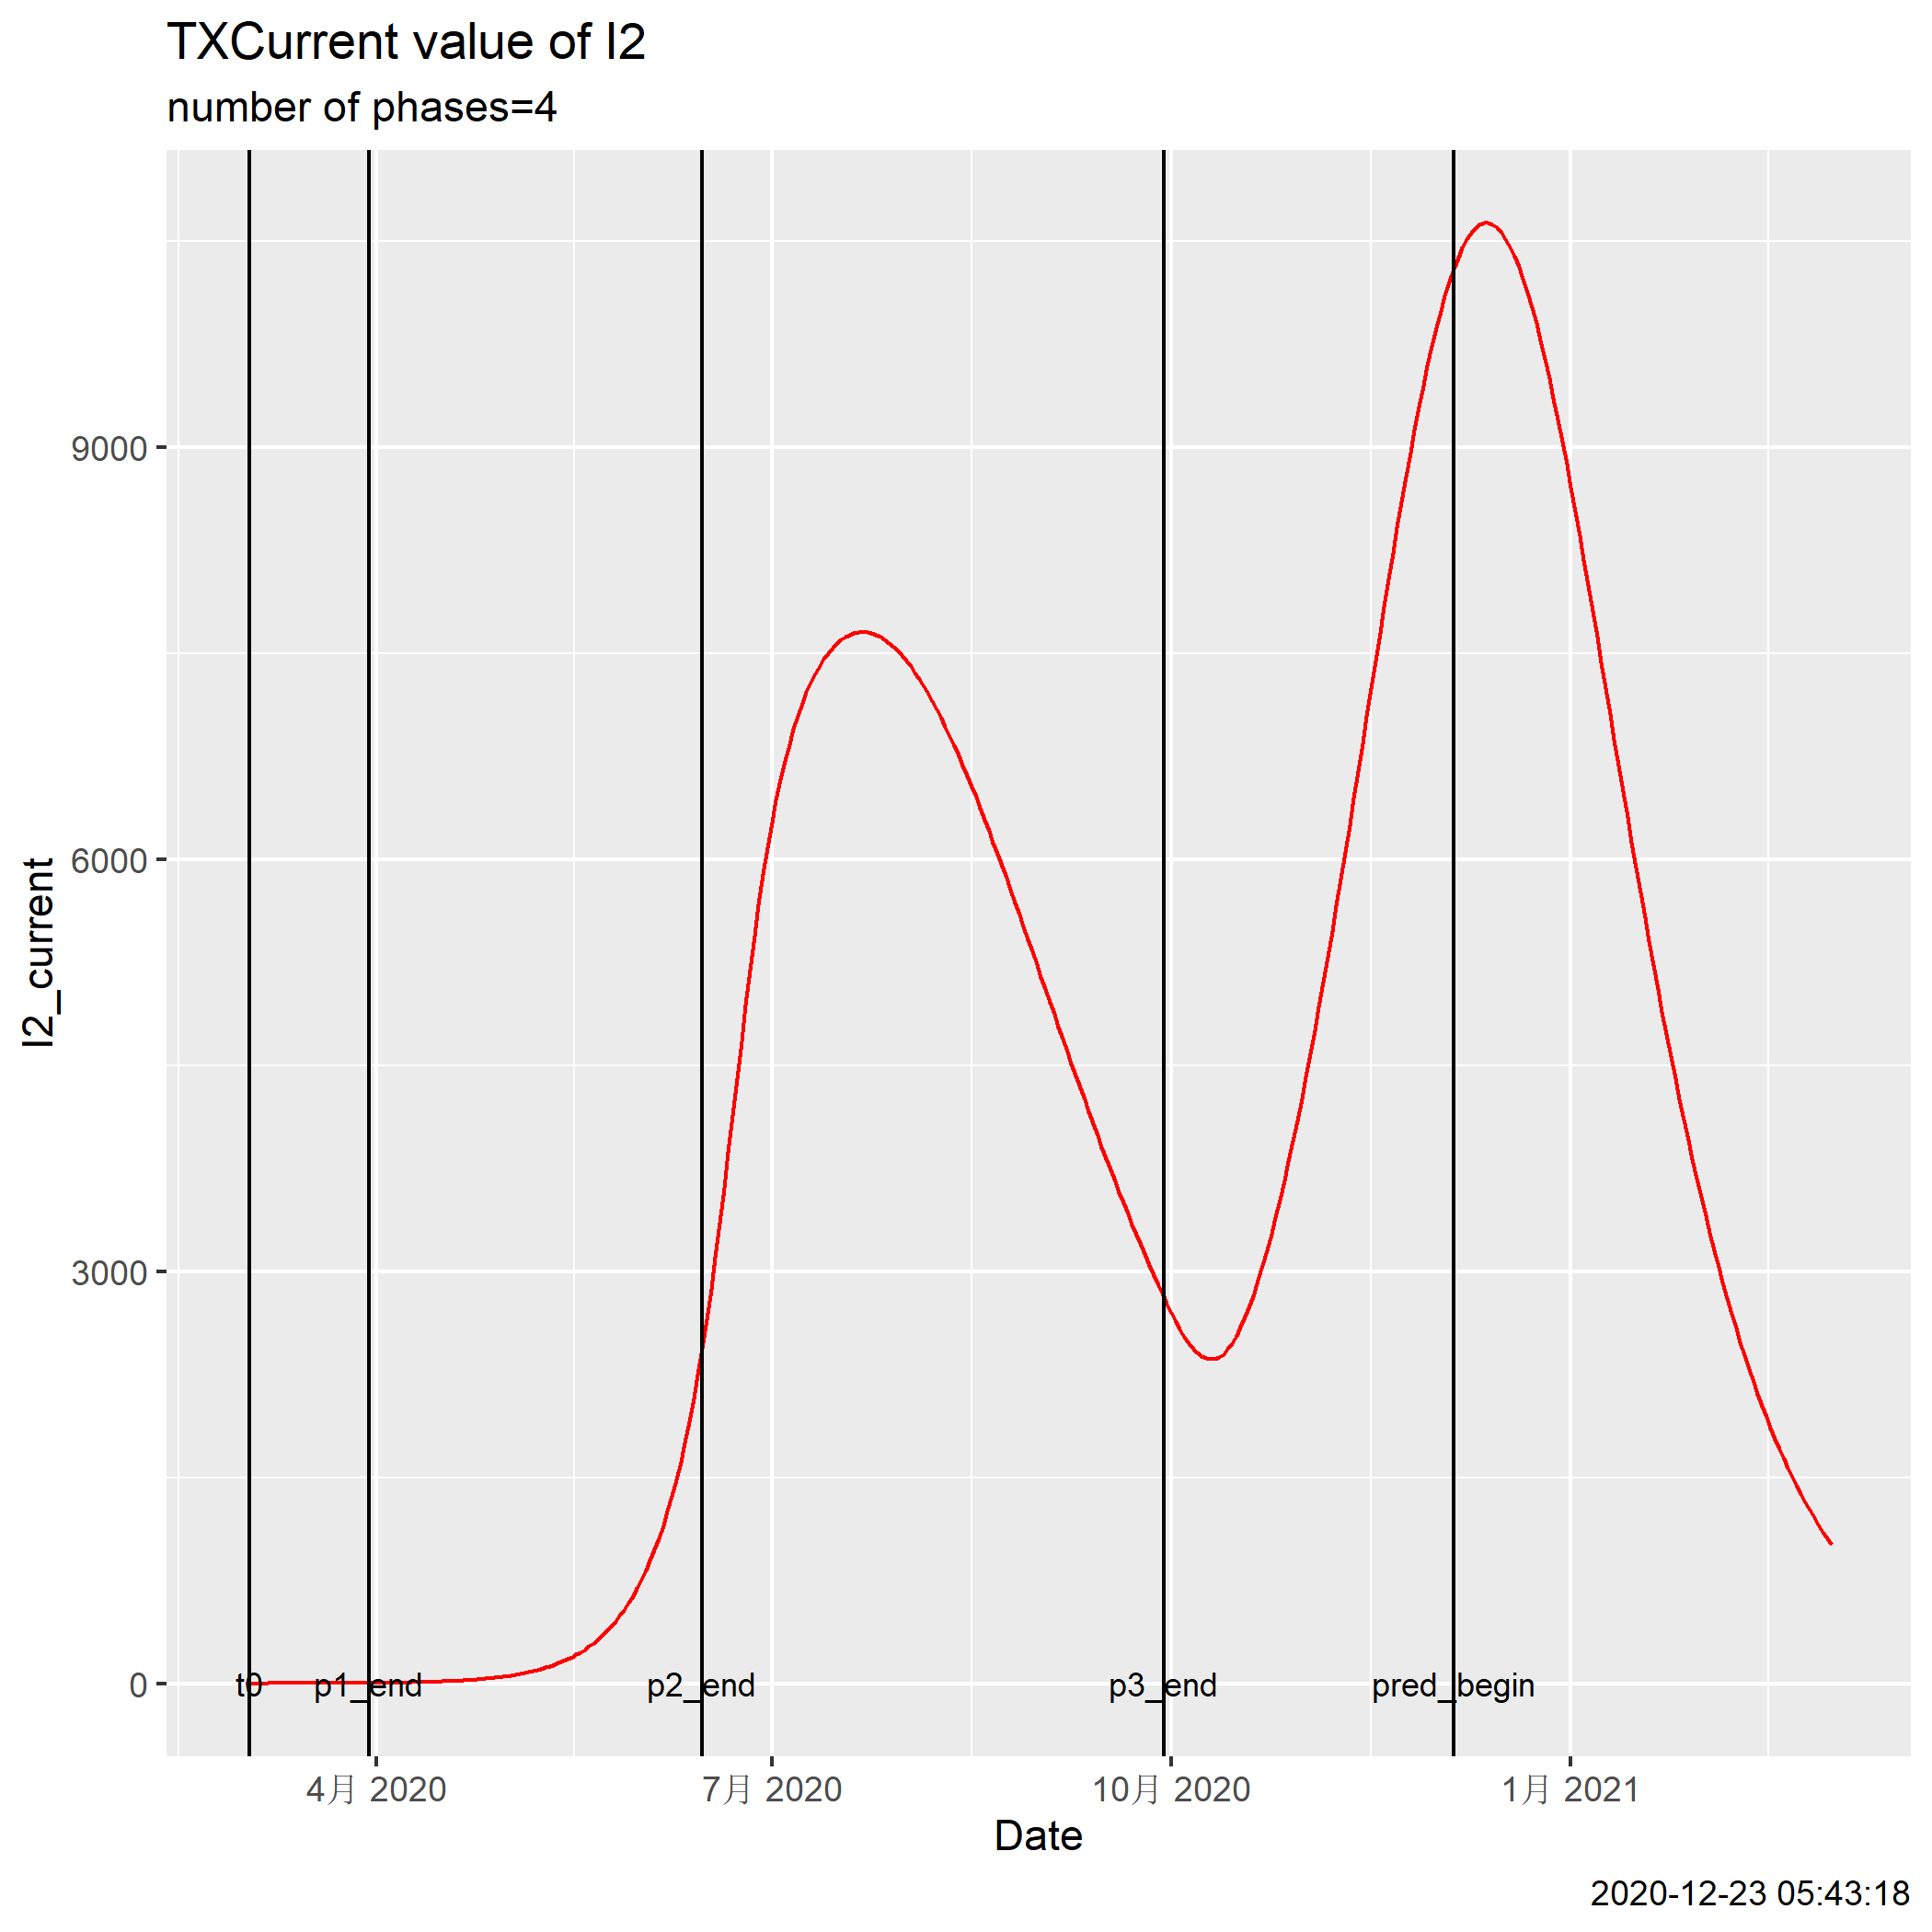 TXCurrent value of I2
number of phases=4
I2_current
9000
6000
3000
0
t0 p1_end p2_end p3_end pred_begin
4月 2020 7月 2020 10月 2020 1月 2021
Date
2020-12-23 05:43:18